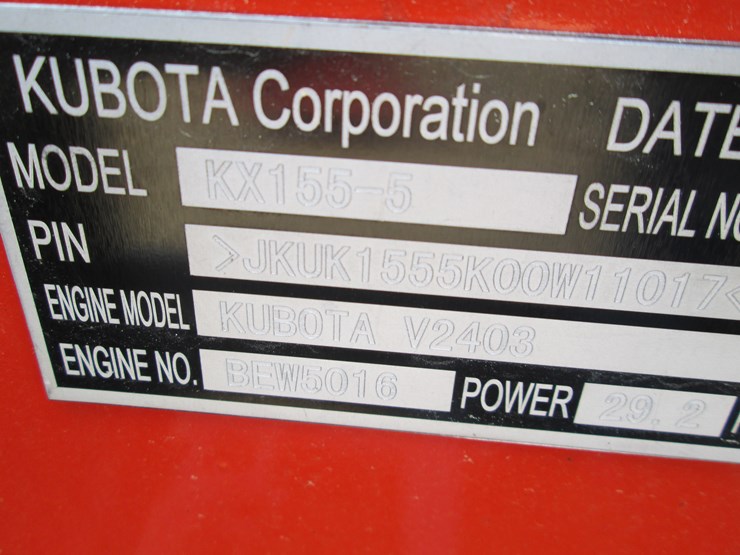 KUBOTA Corporation DATE
MODEL KX155-5 SERIAL NO
PIN >JKUK1555K00W11017<
ENGINE MODEL KUBOTA V2403
ENGINE NO. BEW5016 POWER 29.2